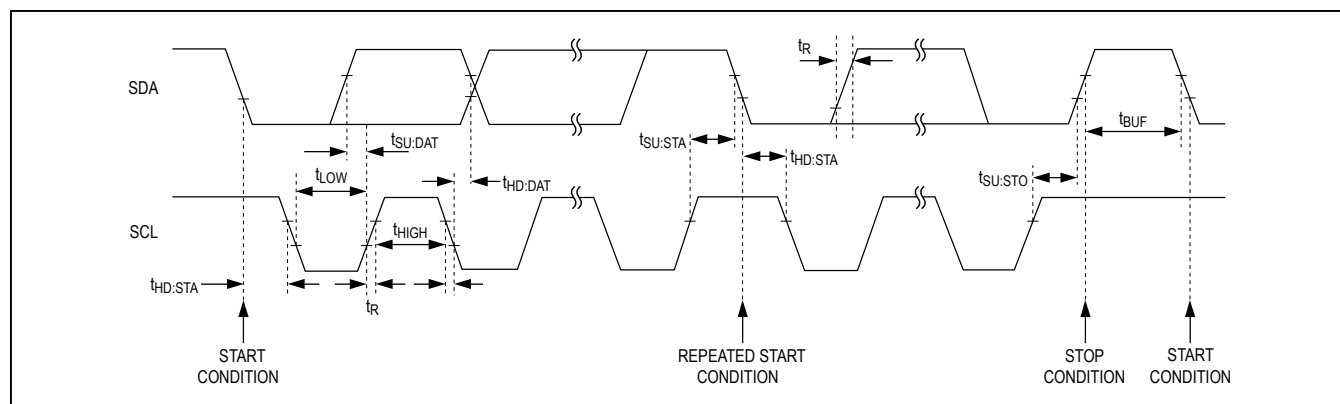 tR
SDA
tSU:DAT
tSU:STA
tBUF
tLOW
tHD:STA
tHD:DAT
tSU:STO
SCL
tHIGH
tHD:STA
tR
START
CONDITION
REPEATED START
CONDITION
STOP
CONDITION
START
CONDITION